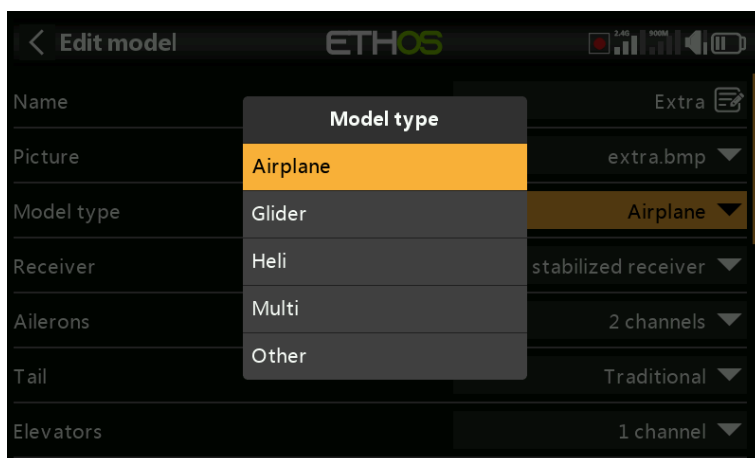 Edit model
ETHOS
2.4G
900M
Name
Extra
Picture
extra.bmp
Model type
Airplane
Receiver
stabilized receiver
Ailerons
2 channels
Tail
Traditional
Elevators
1 channel
Model type
Airplane
Glider
Heli
Multi
Other